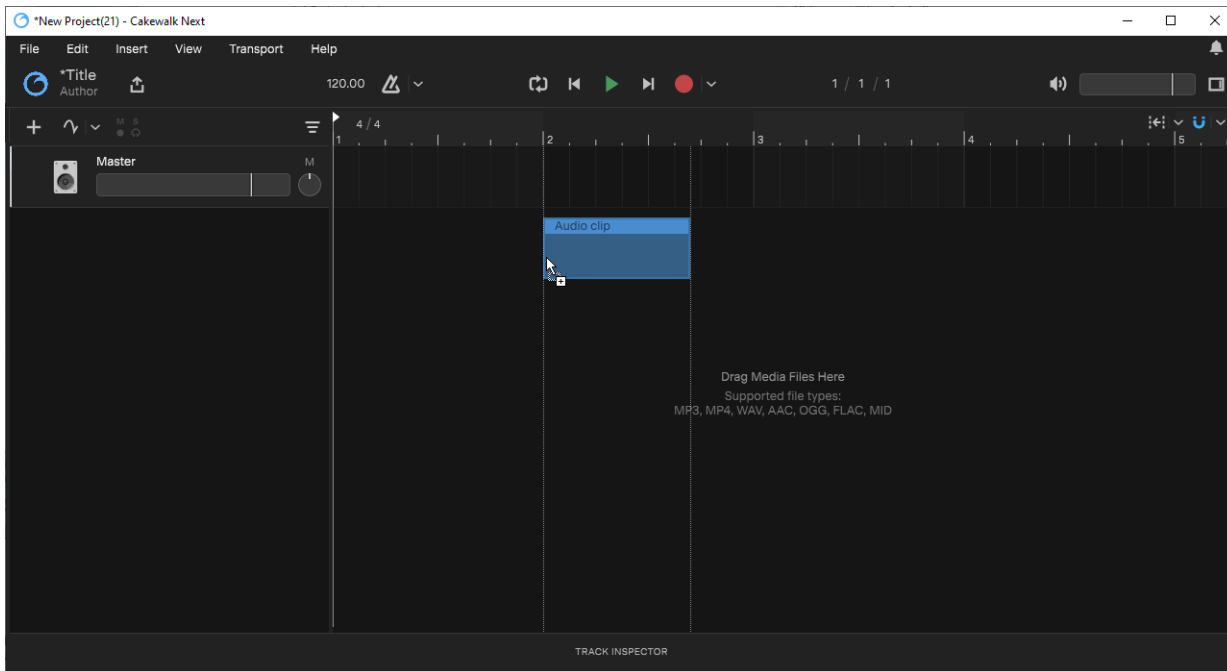 *New Project(21) - Cakewalk Next
File Edit Insert View Transport Help
*Title
Author
120.00
1 / 1 / 1
M S
4 / 4
1 2 3 4 5
Master
M
Audio clip
Drag Media Files Here
Supported file types:
MP3, MP4, WAV, AAC, OGG, FLAC, MID
TRACK INSPECTOR